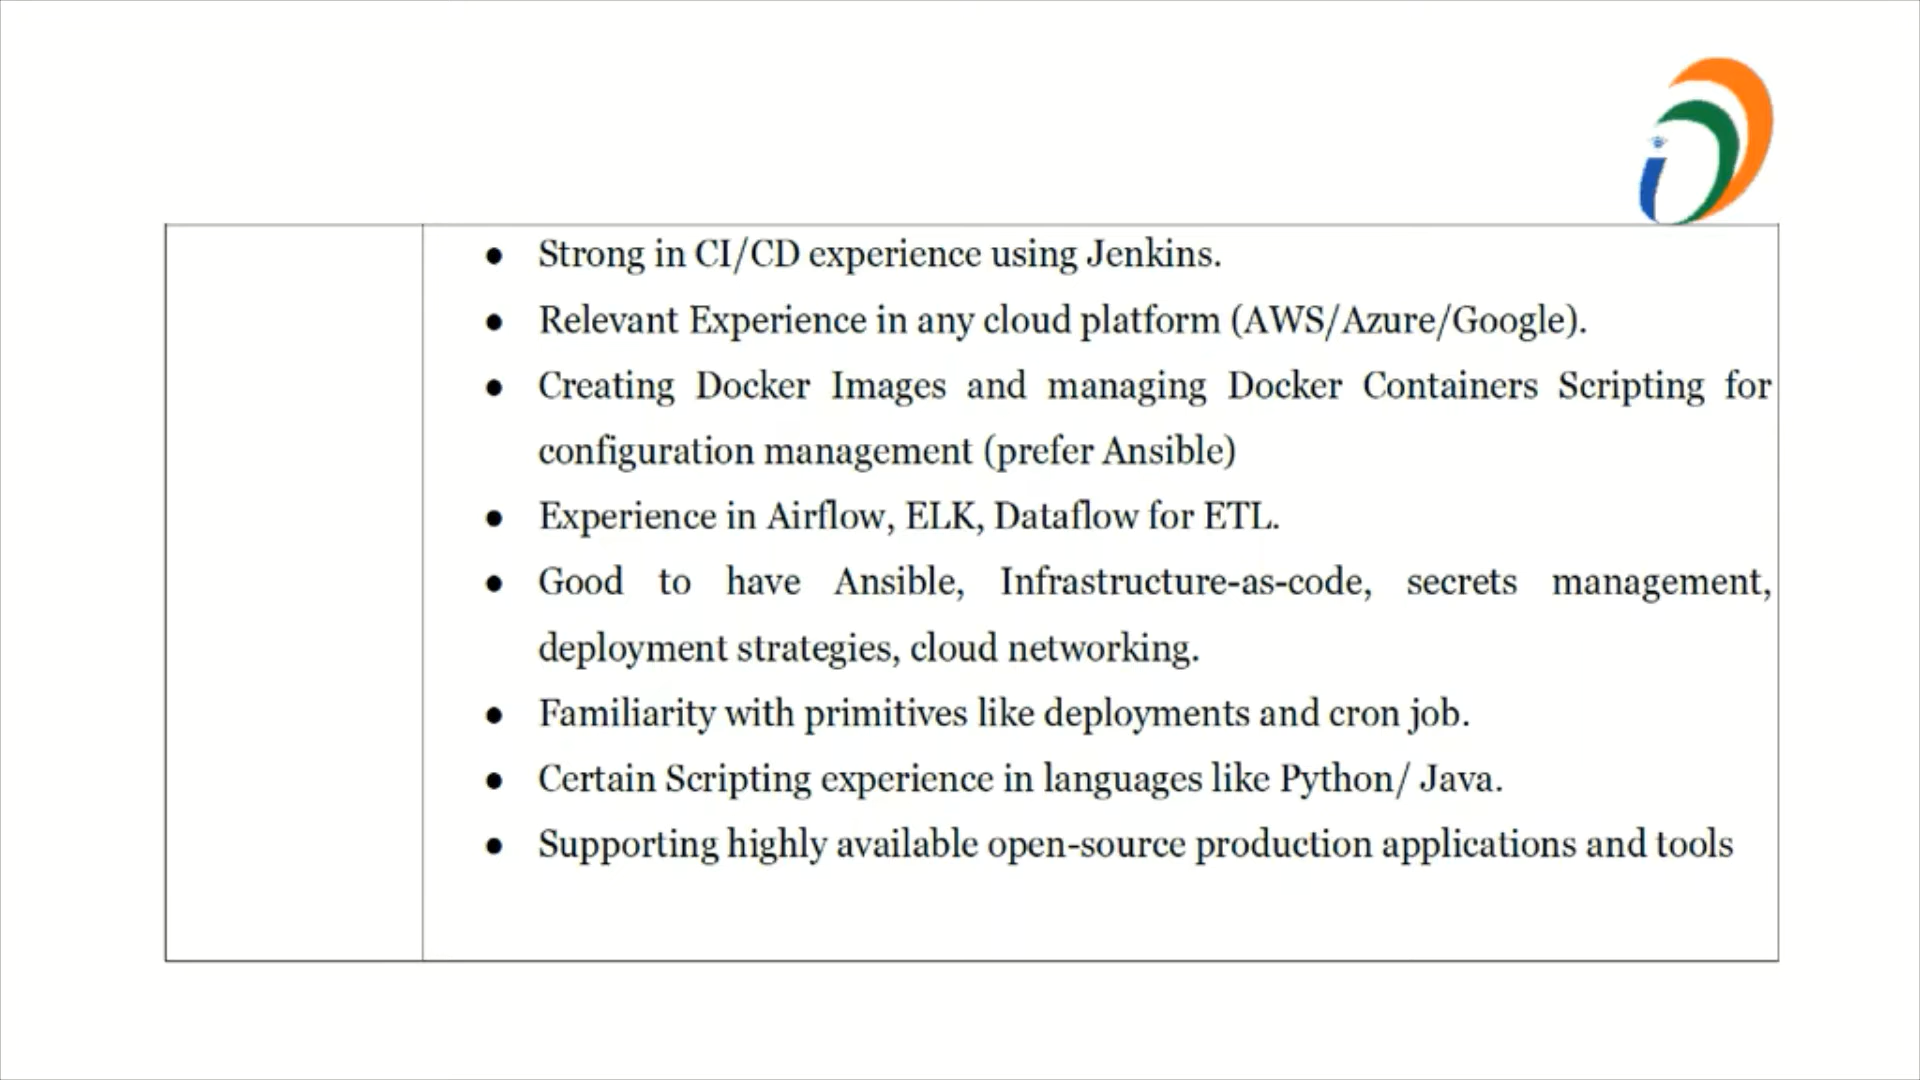 ● Strong in CI/CD experience using Jenkins.
● Relevant Experience in any cloud platform (AWS/Azure/Google).
● Creating Docker Images and managing Docker Containers Scripting for
configuration management (prefer Ansible)
● Experience in Airflow, ELK, Dataflow for ETL.
● Good to have Ansible, Infrastructure-as-code, secrets management,
deployment strategies, cloud networking.
● Familiarity with primitives like deployments and cron job.
● Certain Scripting experience in languages like Python/ Java.
● Supporting highly available open-source production applications and tools